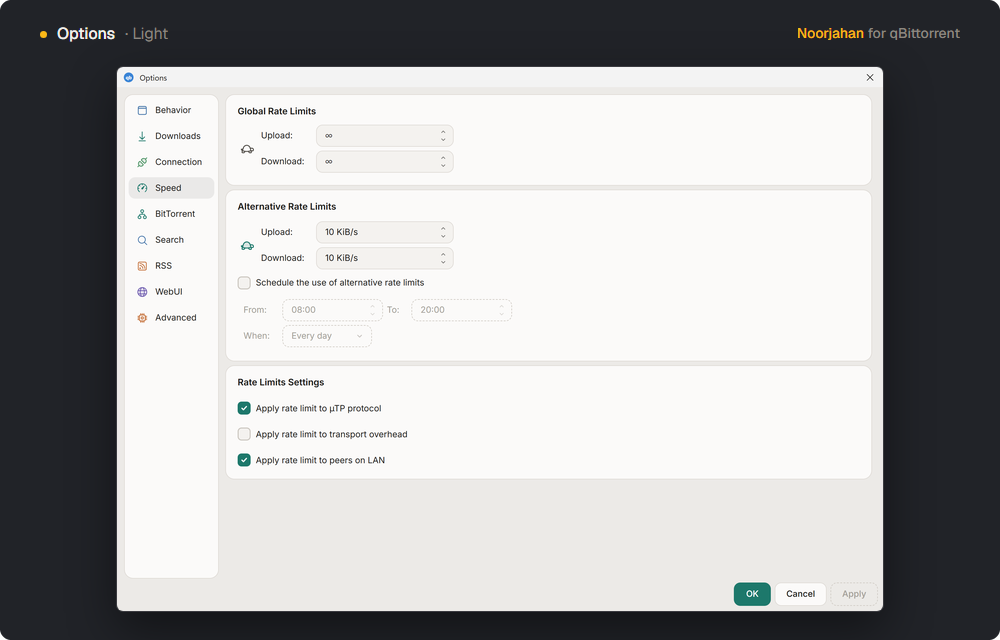 Options · Light
Noorjahan for qBittorrent
qb Options
Behavior
Downloads
Connection
Speed
BitTorrent
Search
RSS
WebUI
Advanced
Global Rate Limits
Upload: ∞
Download: ∞
Alternative Rate Limits
Upload: 10 KiB/s
Download: 10 KiB/s
Schedule the use of alternative rate limits
From: 08:00 To: 20:00
When: Every day
Rate Limits Settings
Apply rate limit to µTP protocol
Apply rate limit to transport overhead
Apply rate limit to peers on LAN
OK Cancel Apply